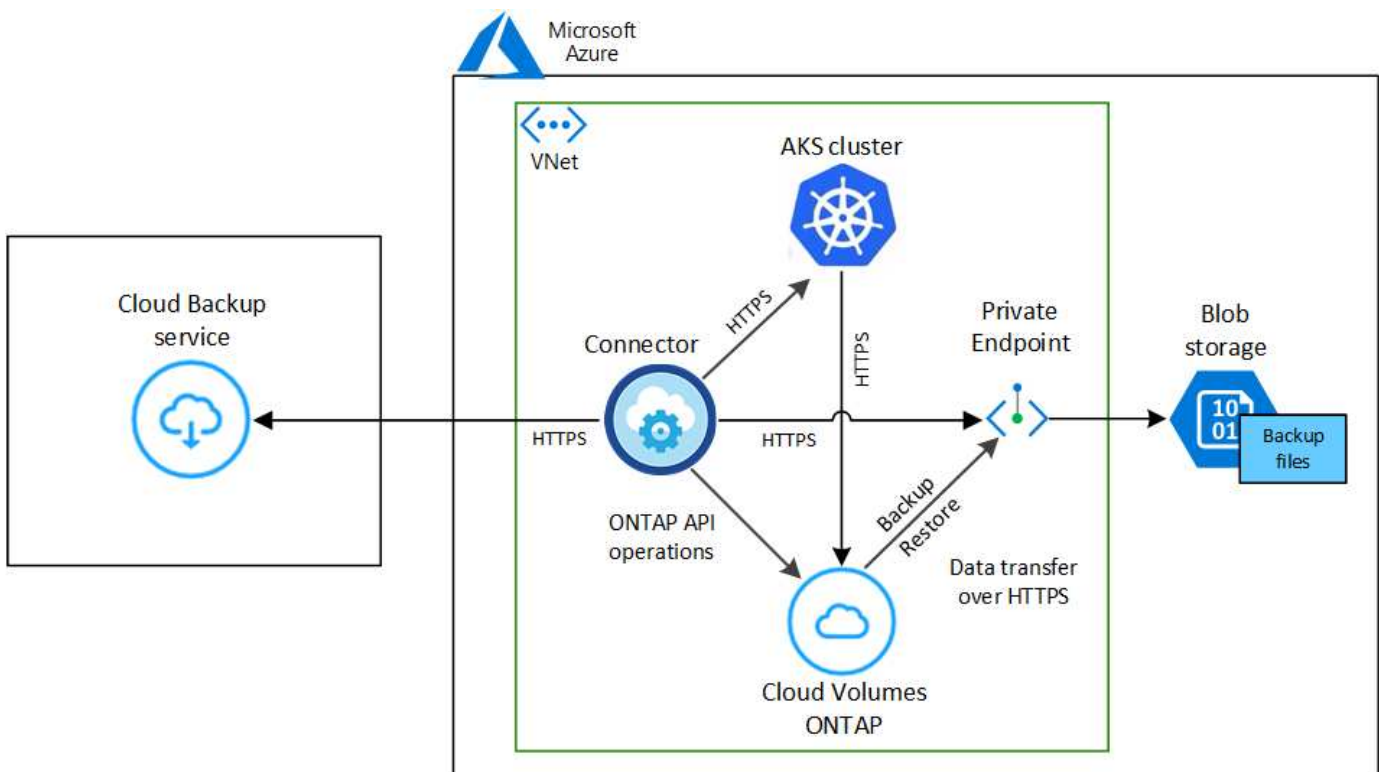 Microsoft
Azure
VNet
AKS cluster
Cloud Backup
service
Connector
HTTPS
HTTPS
Private
Endpoint
Blob
storage
10
01
Backup
files
HTTPS
HTTPS
ONTAP API
operations
Backup
Restore
Data transfer
over HTTPS
Cloud Volumes
ONTAP